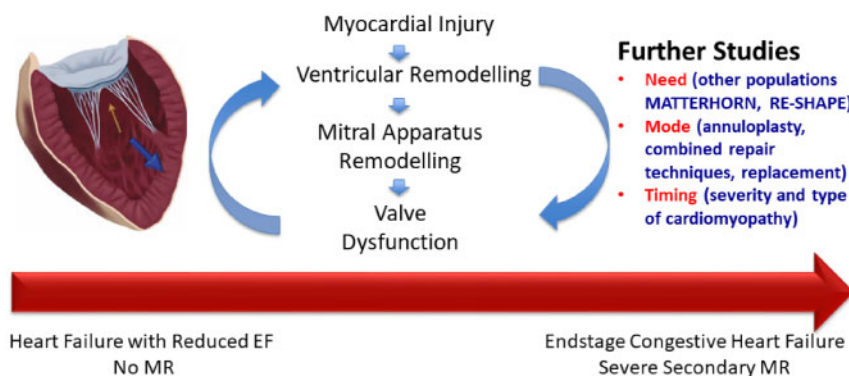 Myocardial Injury
Ventricular Remodelling
Mitral Apparatus
Remodelling
Valve
Dysfunction
Further Studies
• Need (other populations
MATTERHORN, RE-SHAPE)
• Mode (annuloplasty,
combined repair
techniques, replacement)
• Timing (severity and type
of cardiomyopathy)
Heart Failure with Reduced EF
No MR
Endstage Congestive Heart Failure
Severe Secondary MR